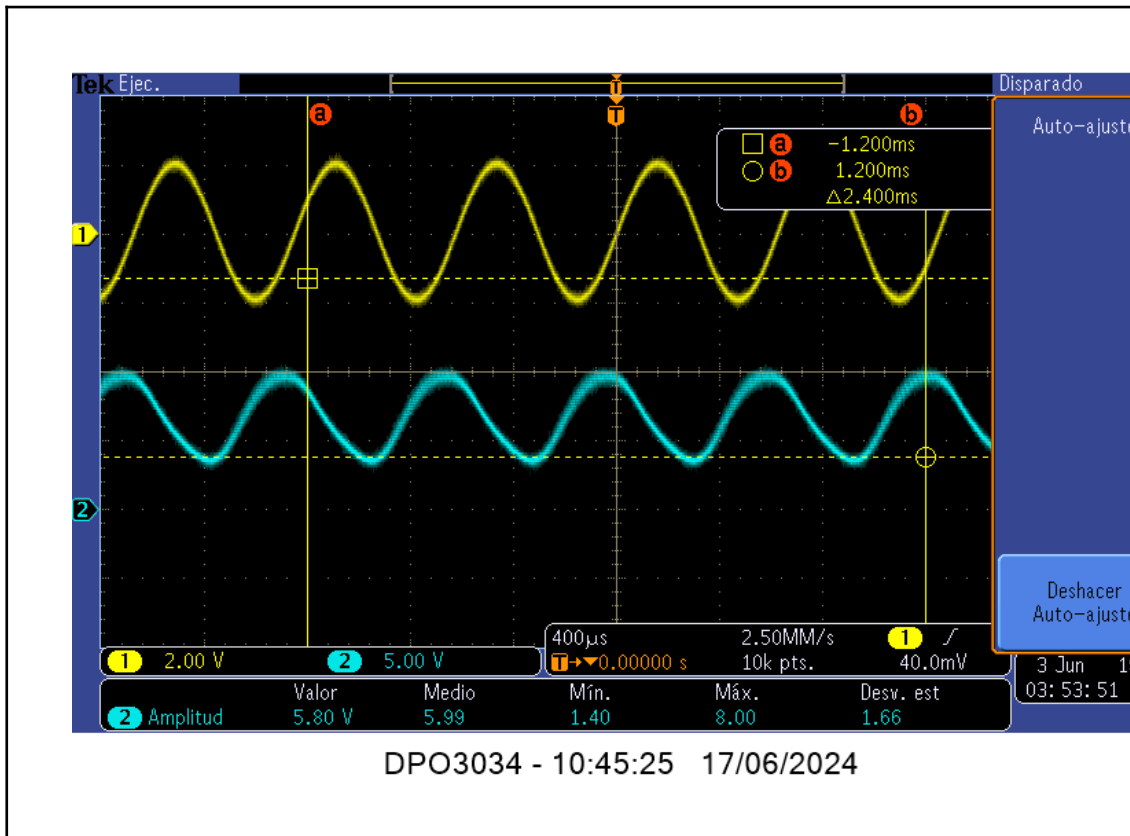 Tek Ejec. Disparado
T
a T b
Auto-ajuste
a -1.200ms
b 1.200ms
Δ2.400ms
1
2
Deshacer
Auto-ajuste
400μs 2.50MM/s 1
1 2.00 V 2 5.00 V T→▼0.00000 s 10k pts. 40.0mV
3 Jun
03:53:51
Valor Medio Mín. Máx. Desv. est
2 Amplitud 5.80 V 5.99 1.40 8.00 1.66
DPO3034 - 10:45:25 17/06/2024